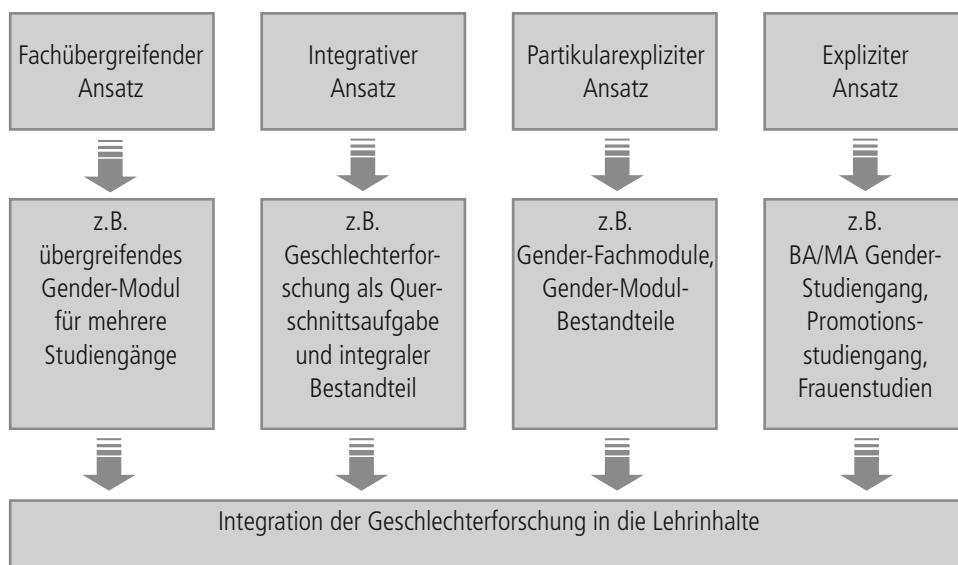 Fachübergreifender
Ansatz
Integrativer
Ansatz
Partikularexpliziter
Ansatz
Expliziter
Ansatz
z.B.
übergreifendes
Gender-Modul
für mehrere
Studiengänge
z.B.
Geschlechterfor-
schung als Quer-
schnittsaufgabe
und integraler
Bestandteil
z.B.
Gender-Fachmodule,
Gender-Modul-
Bestandteile
z.B.
BA/MA Gender-
Studiengang,
Promotions-
studiengang,
Frauenstudien
Integration der Geschlechterforschung in die Lehrinhalte